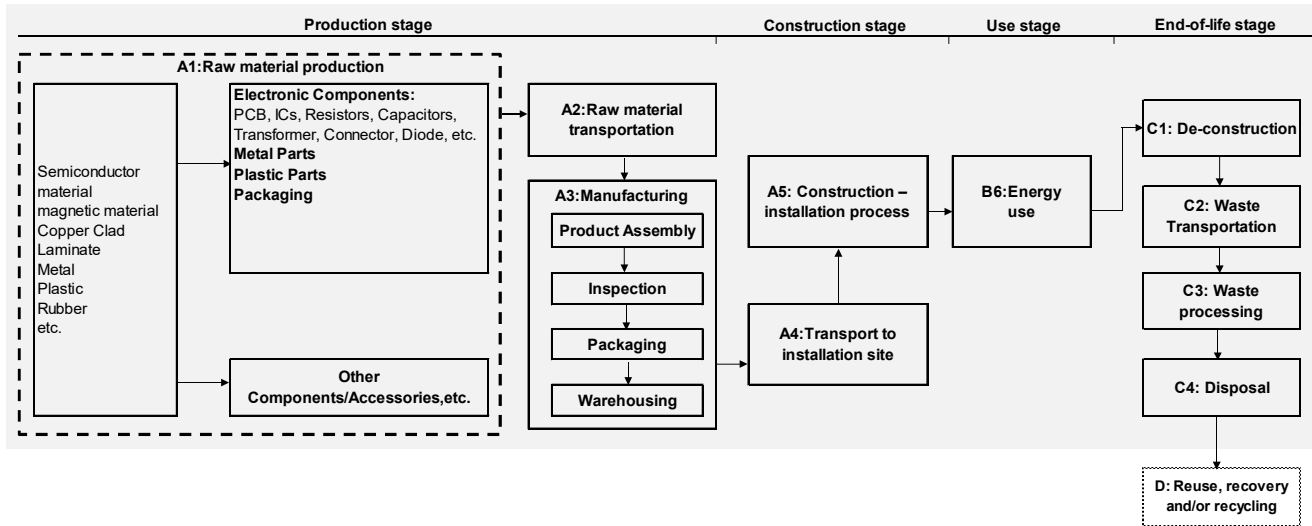 Production stage
Construction stage
Use stage
End-of-life stage
A1:Raw material production
Semiconductor
material
magnetic material
Copper Clad
Laminate
Metal
Plastic
Rubber
etc.
Electronic Components:
PCB, ICs, Resistors, Capacitors,
Transformer, Connector, Diode, etc.
Metal Parts
Plastic Parts
Packaging
Other
Components/Accessories,etc.
A2:Raw material
transportation
A3:Manufacturing
Product Assembly
Inspection
Packaging
Warehousing
A5: Construction –
installation process
A4:Transport to
installation site
B6:Energy
use
C1: De-construction
C2: Waste
Transportation
C3: Waste
processing
C4: Disposal
D: Reuse, recovery
and/or recycling